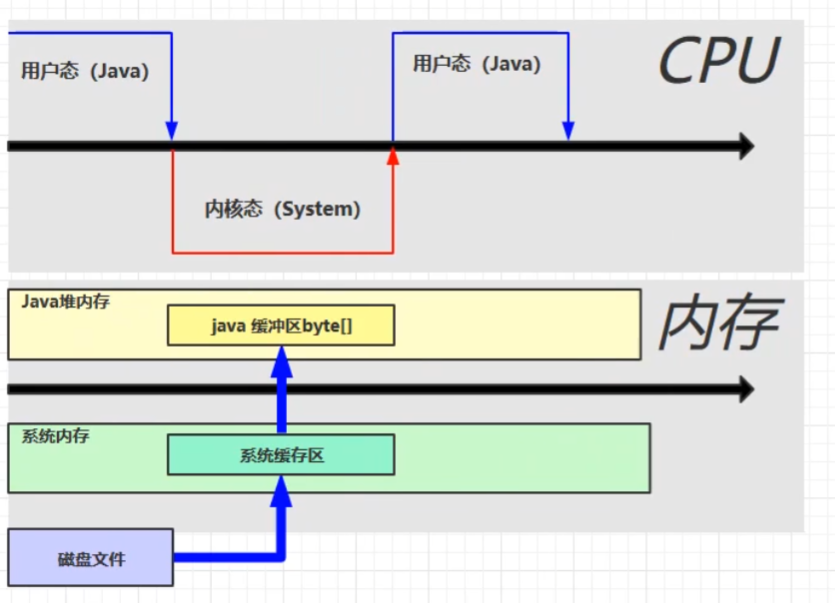 CPU
用户态（Java）
用户态（Java）
内核态（System）
Java堆内存
java 缓冲区byte[]
内存
系统内存
系统缓存区
磁盘文件